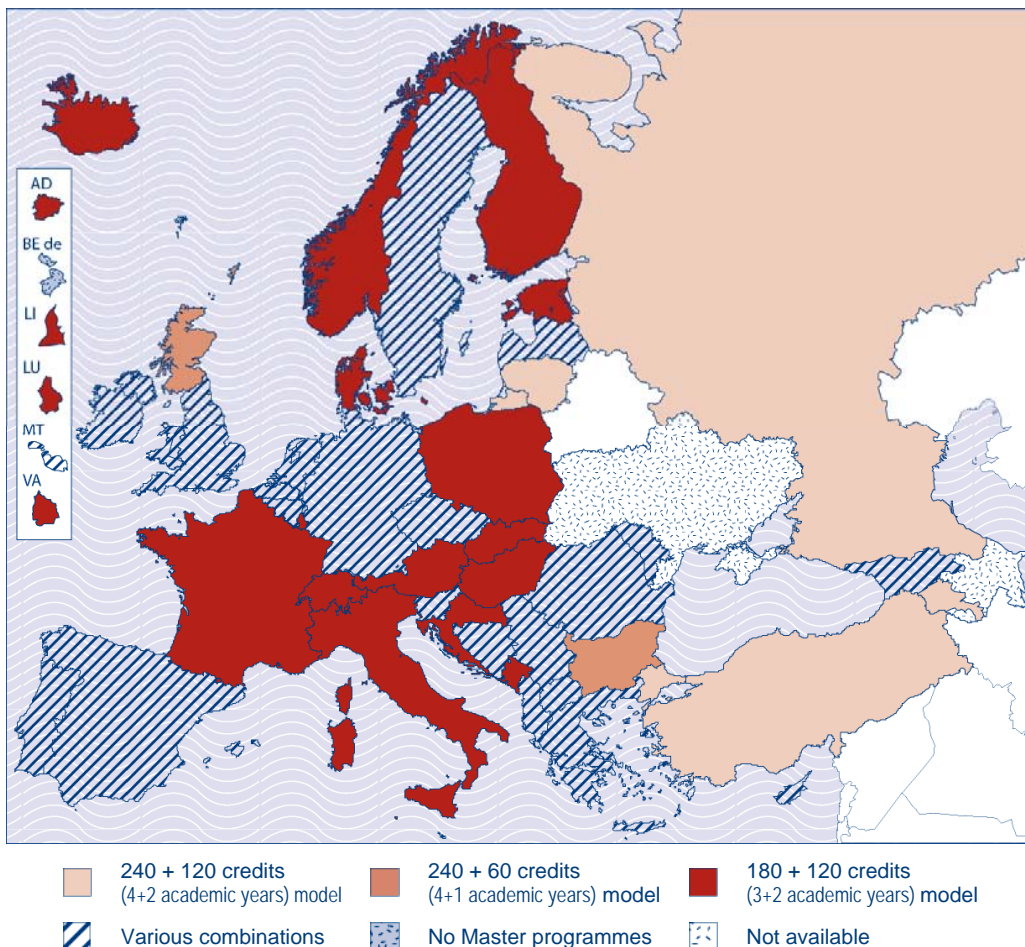 AD
BE de
LI
LU
MT
VA
240 + 120 credits
(4+2 academic years) model
240 + 60 credits
(4+1 academic years) model
180 + 120 credits
(3+2 academic years) model
Various combinations
No Master programmes
Not available